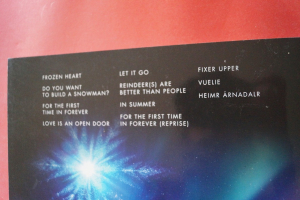 FROZEN HEART
DO YOU WANT
TO BUILD A SNOWMAN?
FOR THE FIRST
TIME IN FOREVER
LOVE IS AN OPEN DOOR
LET IT GO
REINDEER(S) ARE
BETTER THAN PEOPLE
IN SUMMER
FOR THE FIRST TIME
IN FOREVER (REPRISE)
FIXER UPPER
VUELIE
HEIMR ÀRNADALR